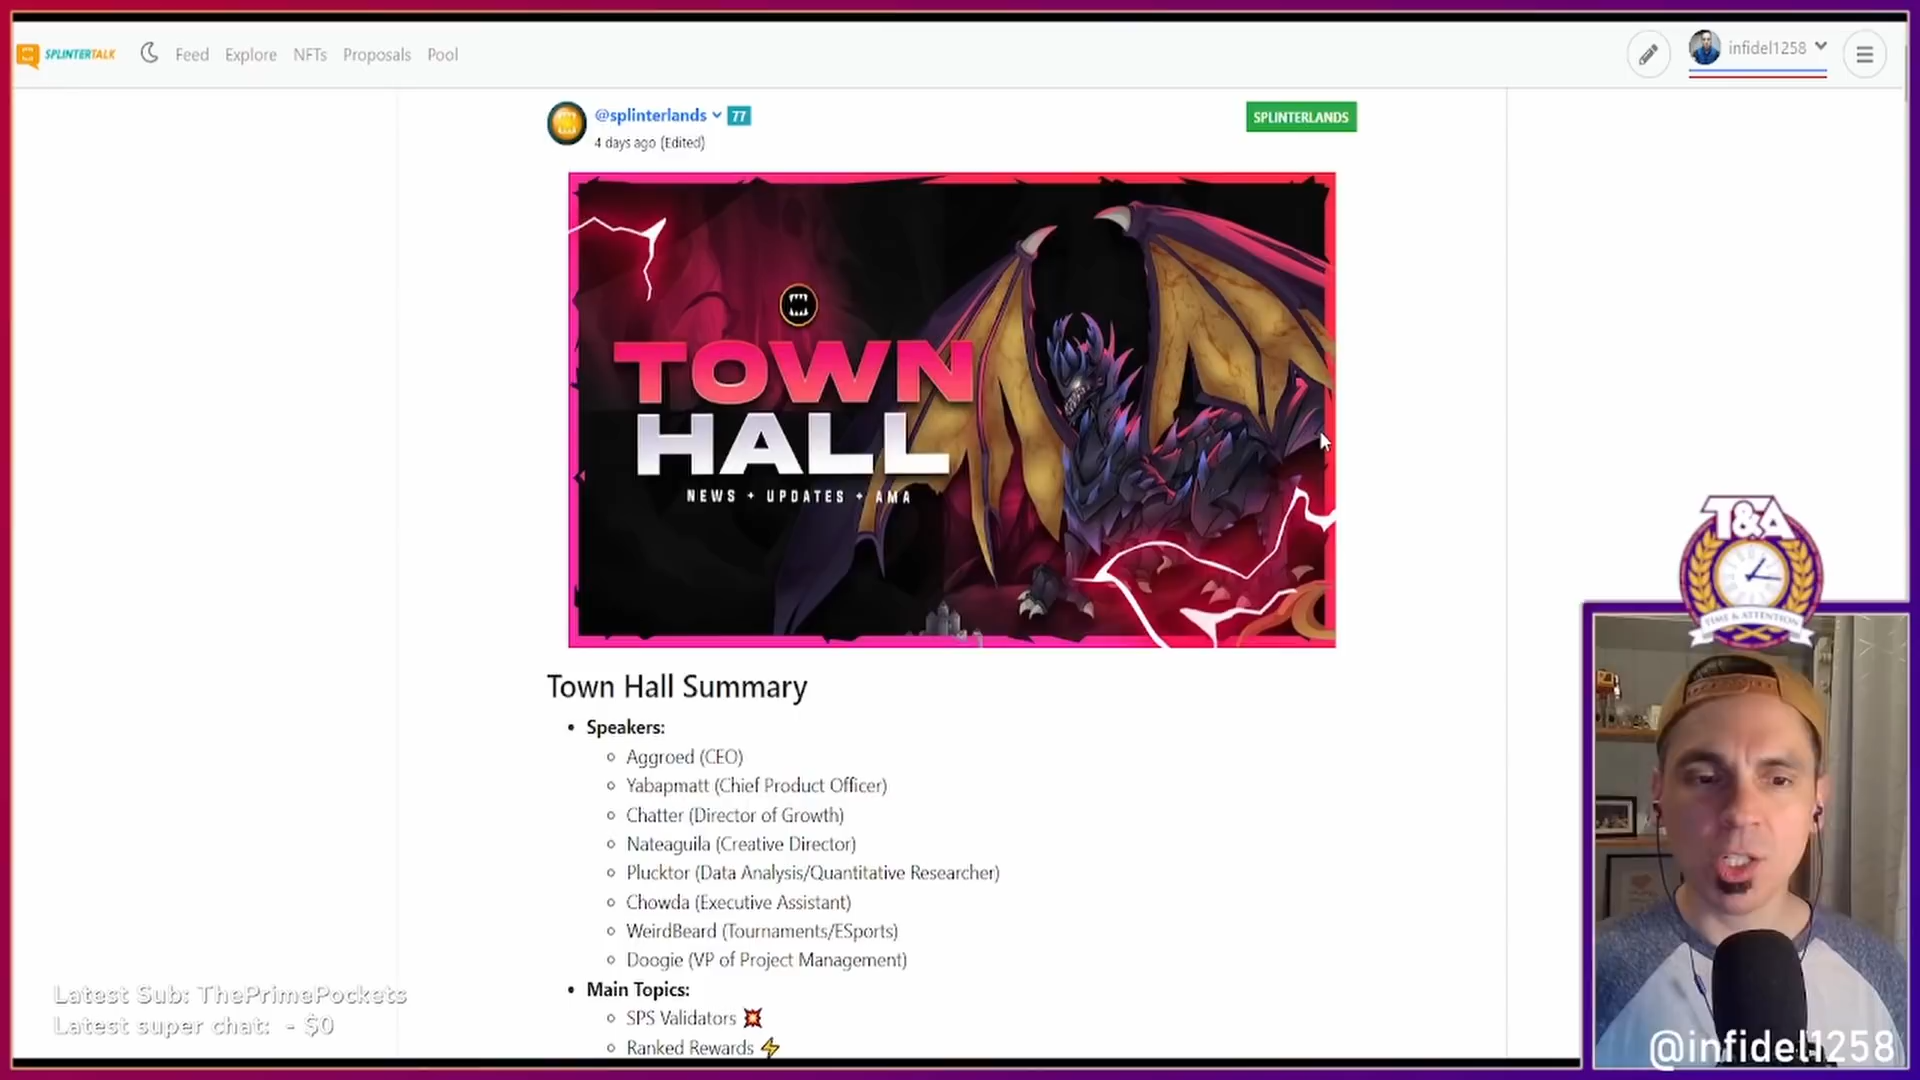 SPLINTERTALK
Feed
Explore
NFTs
Proposals
Pool
infidel1258
@splinterlands
77
SPLINTERLANDS
4 days ago (Edited)
TOWN
HALL
NEWS + UPDATES + AMA
T&A
TIME & ATTENTION
Town Hall Summary
• Speakers:
Aggroed (CEO)
Yabapmatt (Chief Product Officer)
Chatter (Director of Growth)
Nateaguila (Creative Director)
Plucktor (Data Analysis/Quantitative Researcher)
Chowda (Executive Assistant)
WeirdBeard (Tournaments/ESports)
Doogie (VP of Project Management)
• Main Topics:
SPS Validators 💥
Ranked Rewards ⚡
Latest Sub: ThePrimePockets
Latest super chat: - $0
@infidel1258